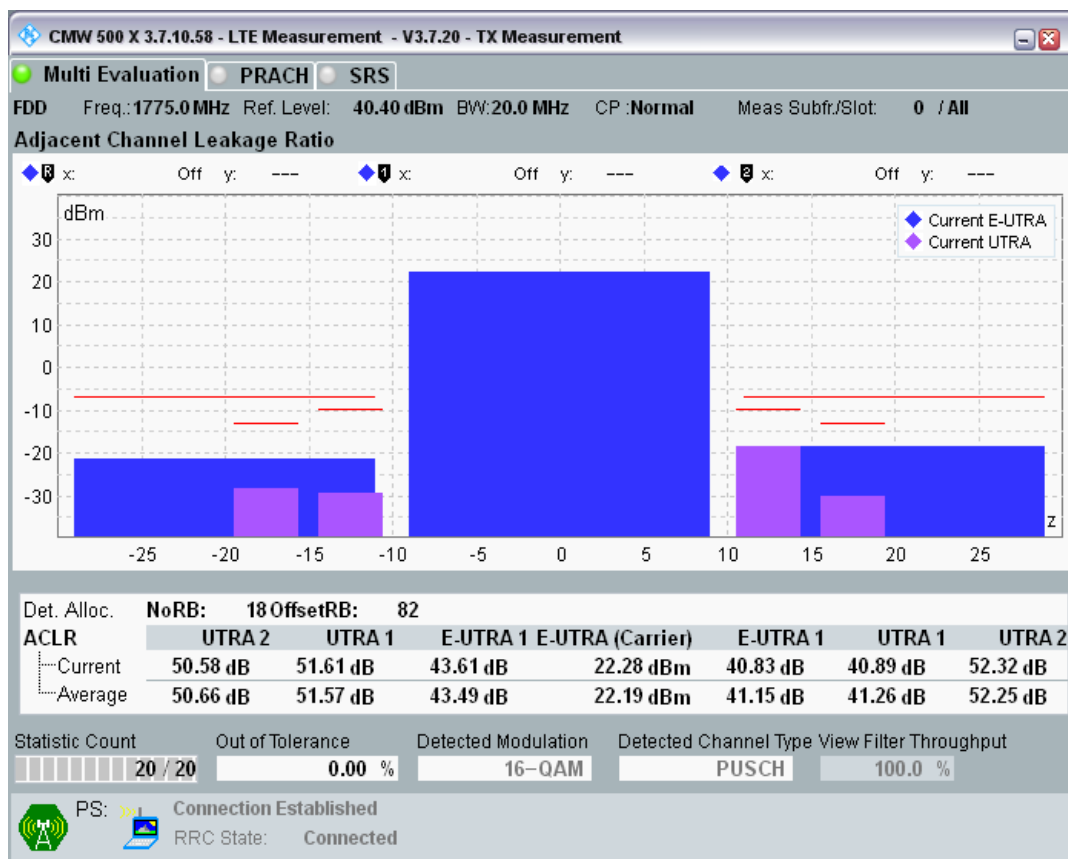 CMW 500 X 3.7.10.58 - LTE Measurement - V3.7.20 - TX Measurement
Multi Evaluation PRACH SRS
FDD Freq.:1775.0 MHz Ref. Level: 40.40 dBm BW:20.0 MHz CP :Normal Meas Subfr./Slot: 0 / All
Adjacent Channel Leakage Ratio
R x: Off y: --- 1 x: Off y: --- 2 x: Off y: ---
dBm
Current E-UTRA
Current UTRA
30
20
10
0
-10
-20
-30
z
-25 -20 -15 -10 -5 0 5 10 15 20 25
Det. Alloc. NoRB: 18 OffsetRB: 82
ACLR UTRA 2 UTRA 1 E-UTRA 1 E-UTRA (Carrier) E-UTRA 1 UTRA 1 UTRA 2
Current 50.58 dB 51.61 dB 43.61 dB 22.28 dBm 40.83 dB 40.89 dB 52.32 dB
Average 50.66 dB 51.57 dB 43.49 dB 22.19 dBm 41.15 dB 41.26 dB 52.25 dB
Statistic Count Out of Tolerance Detected Modulation Detected Channel Type View Filter Throughput
20 / 20 0.00 % 16-QAM PUSCH 100.0 %
PS: Connection Established
RRC State: Connected